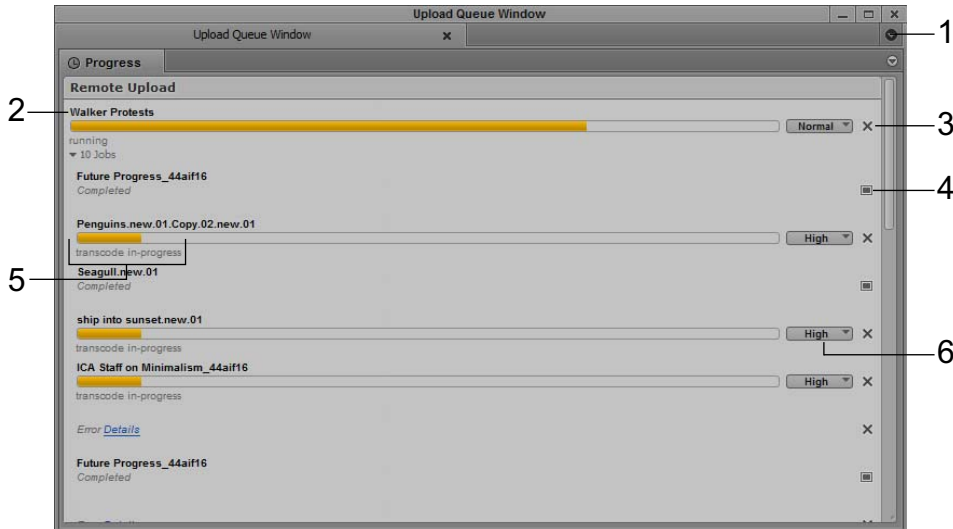 Upload Queue Window
Upload Queue Window
1
Progress
Remote Upload
2
Walker Protests
Normal
3
running
10 Jobs
Future Progress_44aif16
Completed
4
Penguins.new.01.Copy.02.new.01
High
transcode in-progress
5
Seagull.new.01
Completed
ship into sunset.new.01
High
6
transcode in-progress
ICA Staff on Minimalism_44aif16
High
transcode in-progress
Error Details
Future Progress_44aif16
Completed